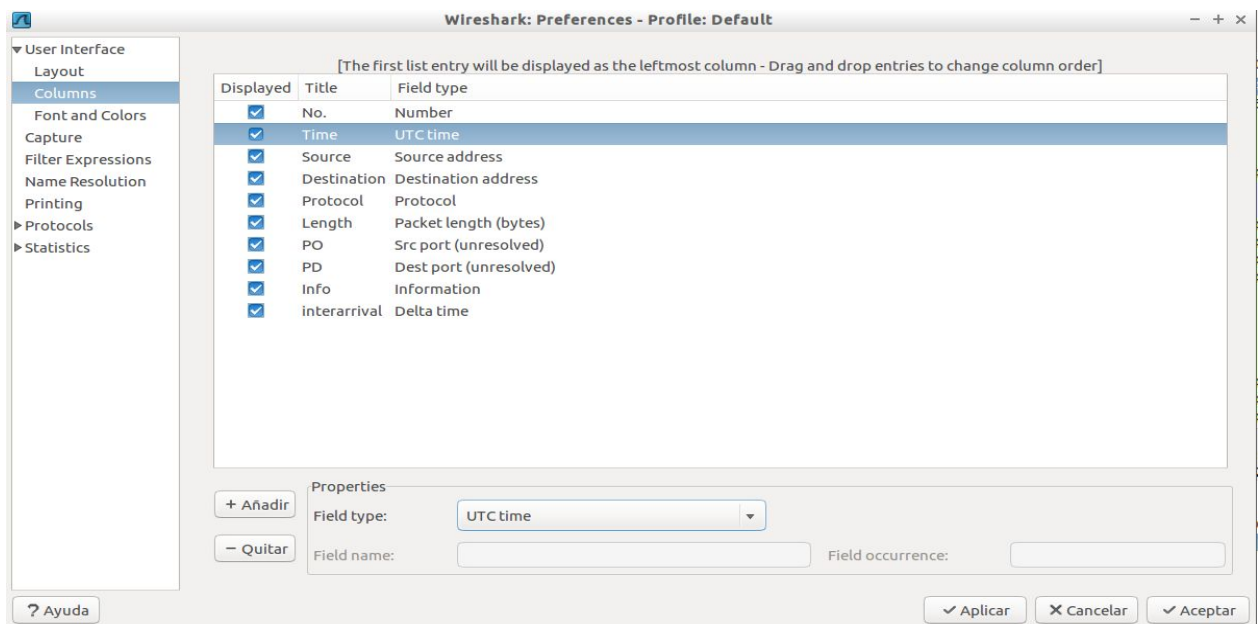 Wireshark: Preferences - Profile: Default
User Interface
Layout
Columns
Font and Colors
Capture
Filter Expressions
Name Resolution
Printing
Protocols
Statistics
[The first list entry will be displayed as the leftmost column - Drag and drop entries to change column order]
Displayed Title Field type
No. Number
Time UTC time
Source Source address
Destination Destination address
Protocol Protocol
Length Packet length (bytes)
PO Src port (unresolved)
PD Dest port (unresolved)
Info Information
interarrival Delta time
+ Añadir
− Quitar
Properties
Field type: UTC time
Field name: Field occurrence:
? Ayuda
Aplicar Cancelar Aceptar